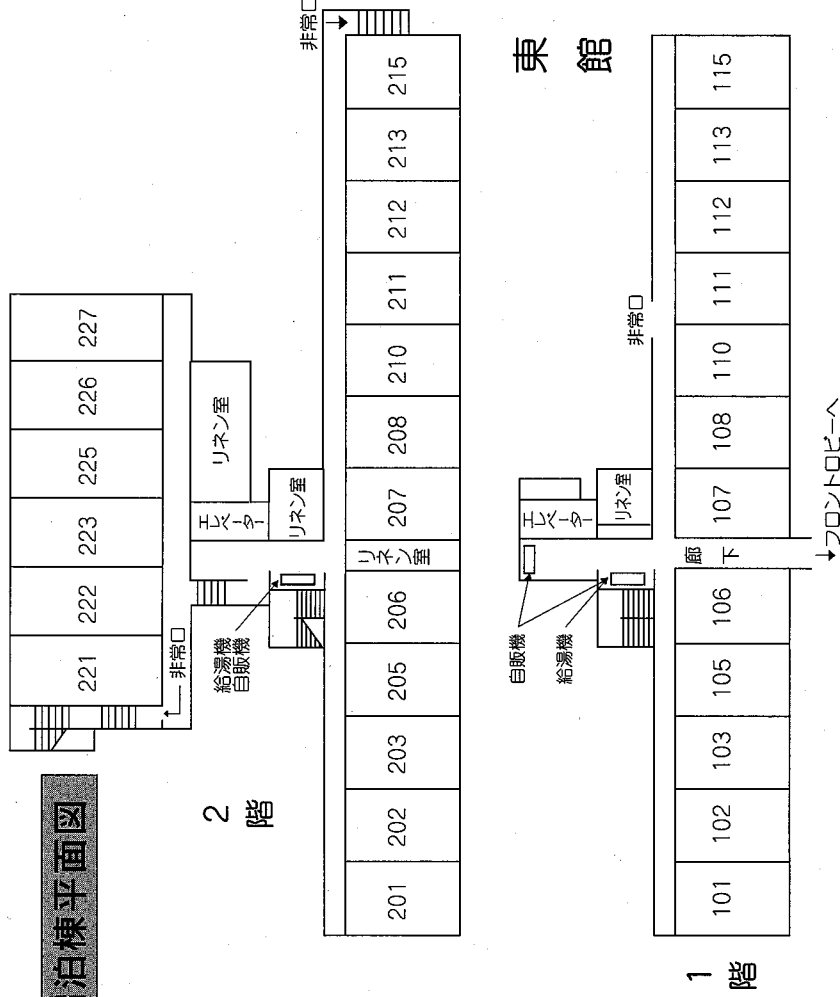 泊棟平面図
東館
2階
221
222
223
225
226
227
非常口
エレベーター
リネン室
リネン室
給湯機
自販機
非常口
201
202
203
205
206
リネン室
207
208
210
211
212
213
215
1階
自販機
給湯機
エレベーター
リネン室
非常口
101
102
103
105
106
廊下
107
108
110
111
112
113
115
フロントロビーへ